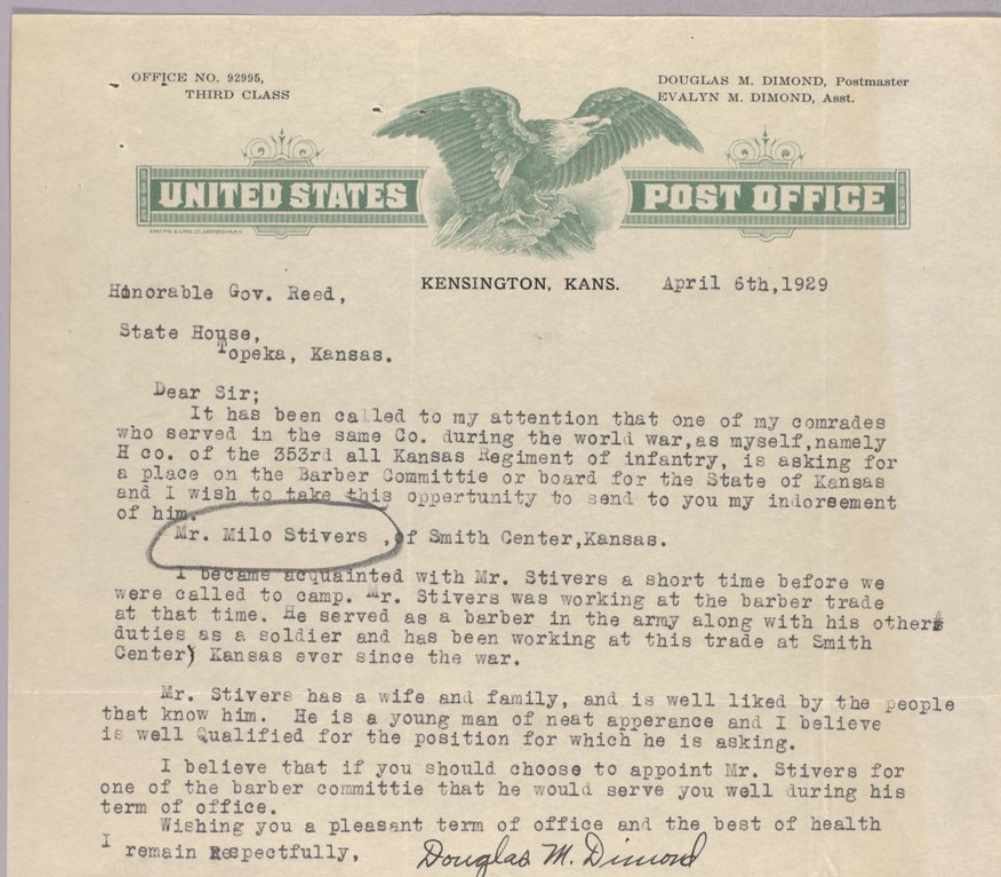 OFFICE NO. 92995,
THIRD CLASS
DOUGLAS M. DIMOND, Postmaster
EVALYN M. DIMOND, Asst.
UNITED STATES POST OFFICE
KENSINGTON, KANS. April 6th,1929
Honorable Gov. Reed,
State House,
Topeka, Kansas.
Dear Sir;
It has been called to my attention that one of my comrades
who served in the same Co. during the world war,as myself,namely
H co. of the 353rd all Kansas Regiment of infantry, is asking for
a place on the Barber Committie or board for the State of Kansas
and I wish to take this opportunity to send to you my indorsement
of him.
Mr. Milo Stivers ,of Smith Center,Kansas.
I became acquainted with Mr. Stivers a short time before we
were called to camp. Mr. Stivers was working at the barber trade
at that time. He served as a barber in the army along with his other
duties as a soldier and has been working at this trade at Smith
Center) Kansas ever since the war.
Mr. Stivers has a wife and family, and is well liked by the people
that know him. He is a young man of neat apperance and I believe
is well Qualified for the position for which he is asking.
I believe that if you should choose to appoint Mr. Stivers for
one of the barber committie that he would serve you well during his
term of office.
Wishing you a pleasant term of office and the best of health
I remain Respectfully,
Douglas M. Dimond